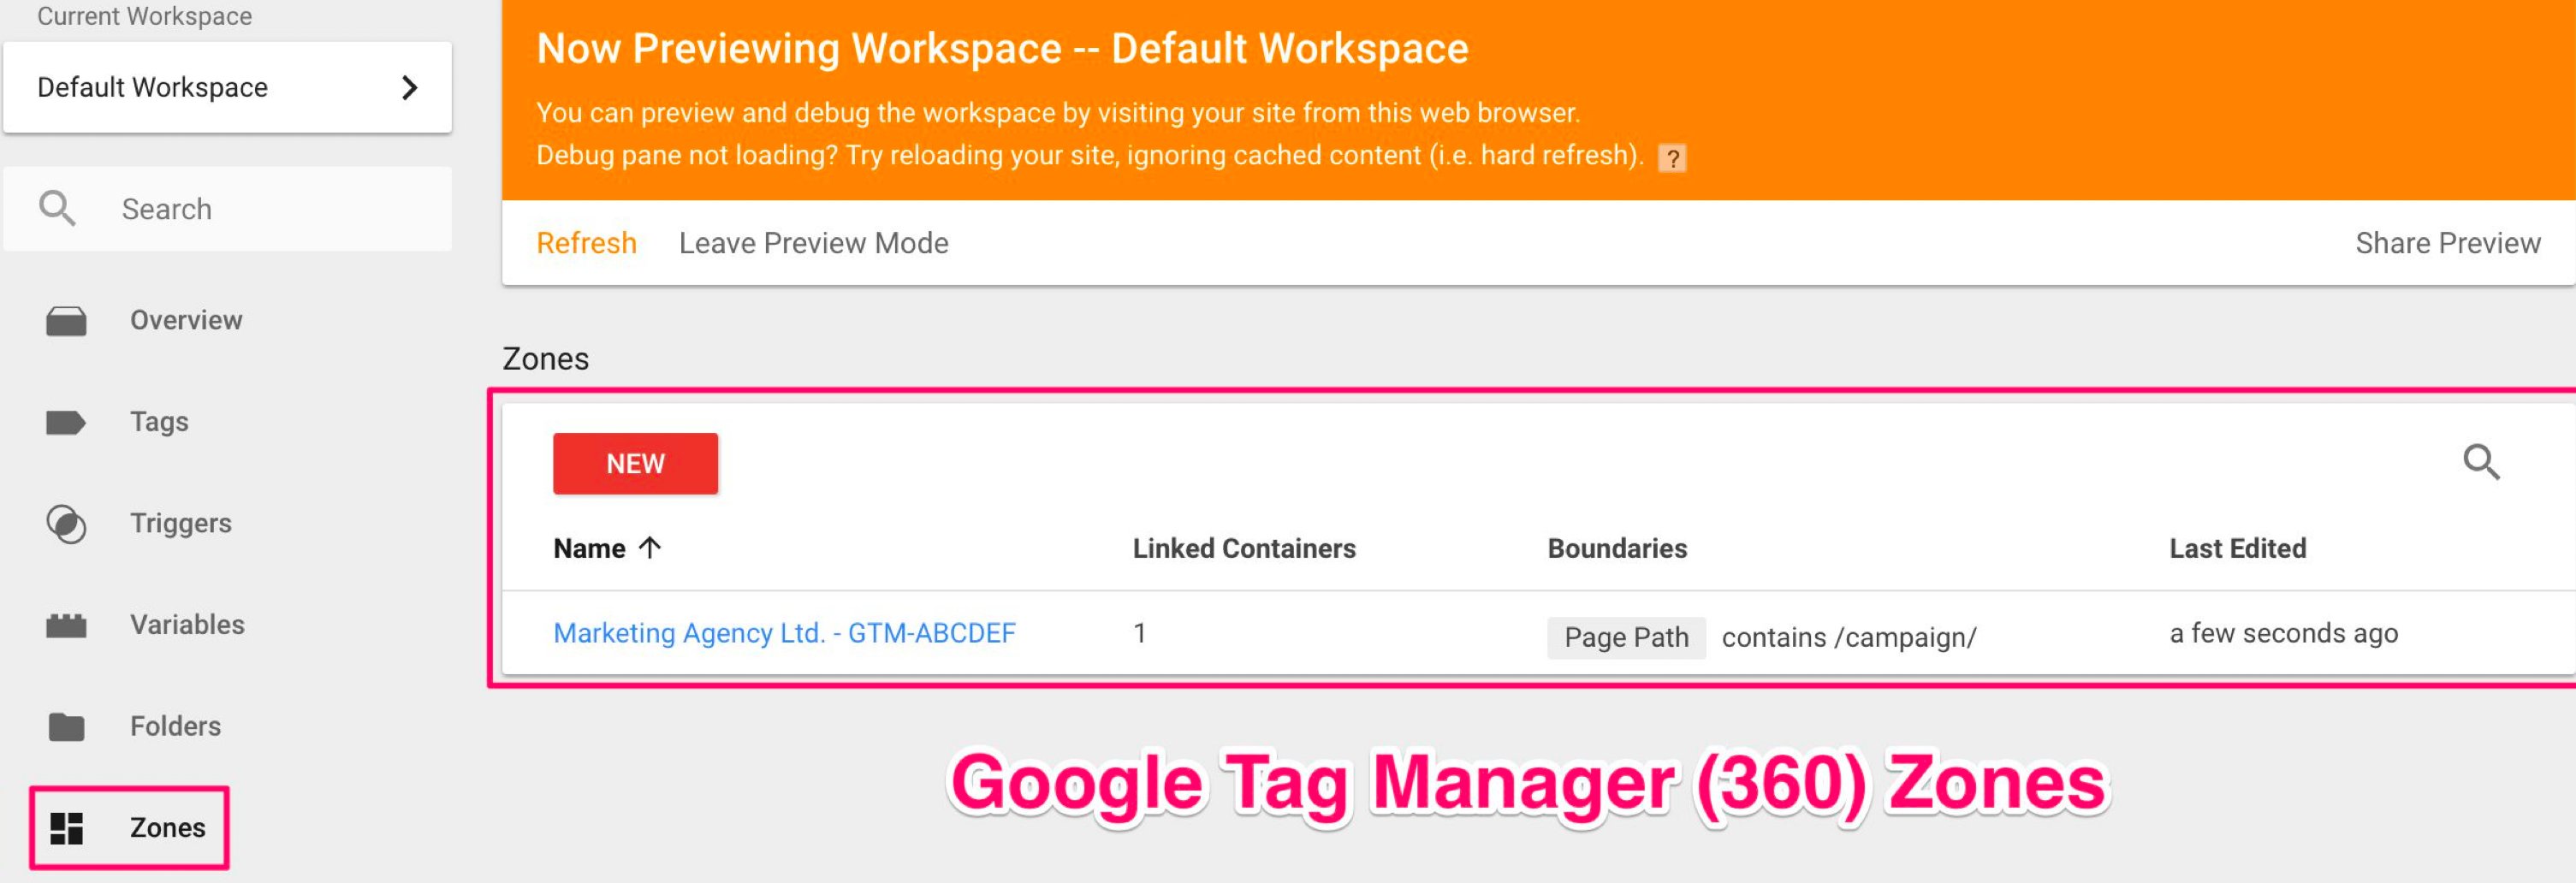 Current Workspace
Default Workspace
Search
Overview
Tags
Triggers
Variables
Folders
Zones
Now Previewing Workspace -- Default Workspace
You can preview and debug the workspace by visiting your site from this web browser.
Debug pane not loading? Try reloading your site, ignoring cached content (i.e. hard refresh). ?
Refresh Leave Preview Mode Share Preview
Zones
NEW
Name Linked Containers Boundaries Last Edited
Marketing Agency Ltd. - GTM-ABCDEF 1 Page Path contains /campaign/ a few seconds ago
Google Tag Manager (360) Zones